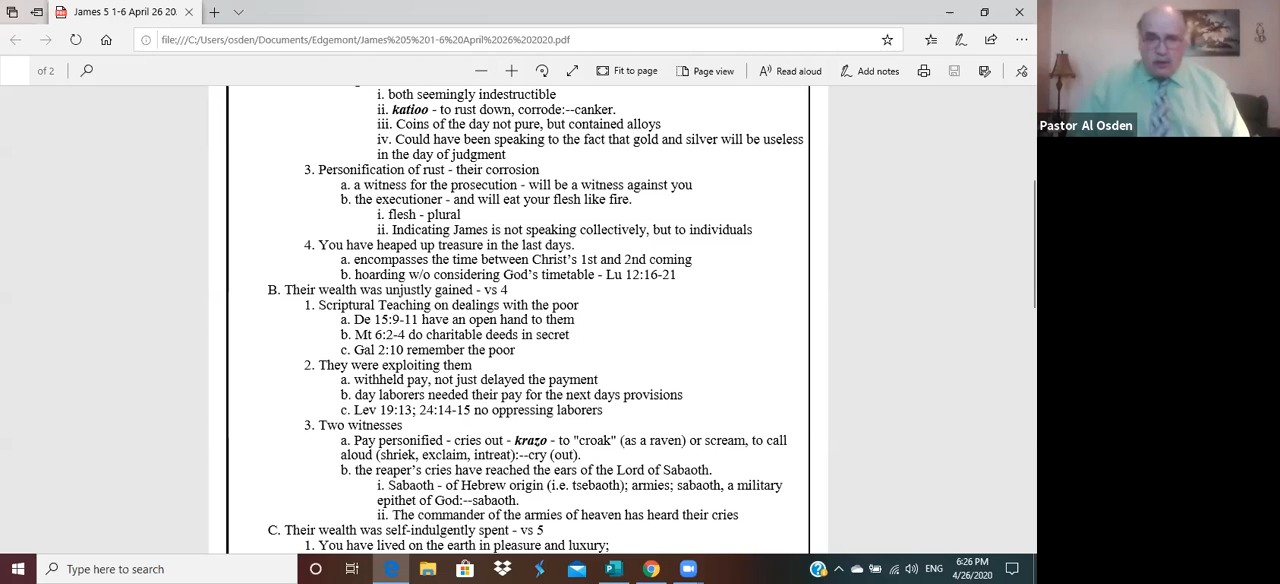 James 5 1-6 April 26 20
file:///C:/Users/osden/Documents/Edgemont/James%205%201-6%20April%2026%202020.pdf
of 2
Fit to page
Page view
Read aloud
Add notes
Pastor Al Osden
i. both seemingly indestructible
ii. katioo - to rust down, corrode:--canker.
iii. Coins of the day not pure, but contained alloys
iv. Could have been speaking to the fact that gold and silver will be useless
in the day of judgment
3. Personification of rust - their corrosion
a. a witness for the prosecution - will be a witness against you
b. the executioner - and will eat your flesh like fire.
i. flesh - plural
ii. Indicating James is not speaking collectively, but to individuals
4. You have heaped up treasure in the last days.
a. encompasses the time between Christ's 1st and 2nd coming
b. hoarding w/o considering God's timetable - Lu 12:16-21
B. Their wealth was unjustly gained - vs 4
1. Scriptural Teaching on dealings with the poor
a. De 15:9-11 have an open hand to them
b. Mt 6:2-4 do charitable deeds in secret
c. Gal 2:10 remember the poor
2. They were exploiting them
a. withheld pay, not just delayed the payment
b. day laborers needed their pay for the next days provisions
c. Lev 19:13; 24:14-15 no oppressing laborers
3. Two witnesses
a. Pay personified - cries out - krazo - to "croak" (as a raven) or scream, to call
aloud (shriek, exclaim, intreat):--cry (out).
b. the reaper's cries have reached the ears of the Lord of Sabaoth.
i. Sabaoth - of Hebrew origin (i.e. tsebaoth); armies; sabaoth, a military
epithet of God:--sabaoth.
ii. The commander of the armies of heaven has heard their cries
C. Their wealth was self-indulgently spent - vs 5
1. You have lived on the earth in pleasure and luxury;
Type here to search
ENG
6:26 PM
4/26/2020